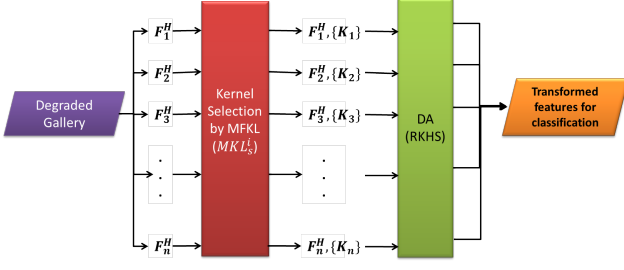 Degraded
Gallery
F₁ᴴ
F₂ᴴ
F₃ᴴ
.
.
.
Fₙᴴ
Kernel
Selection
by MFKL
(MKLₛⁱ)
F₁ᴴ, {K₁}
F₂ᴴ, {K₂}
F₃ᴴ, {K₃}
.
.
.
Fₙᴴ, {Kₙ}
DA
(RKHS)
Transformed
features for
classification